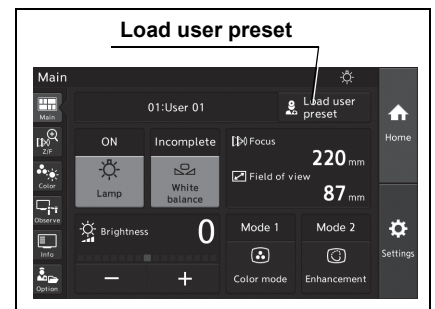 Load user preset
Main
Main
01:User 01
Load user
preset
Home
Z/F
ON
Incomplete
Focus
220 mm
Lamp
White
balance
Field of view
87 mm
Color
Observe
Brightness
0
Mode 1
Mode 2
Info
Settings
Option
−
+
Color mode
Enhancement